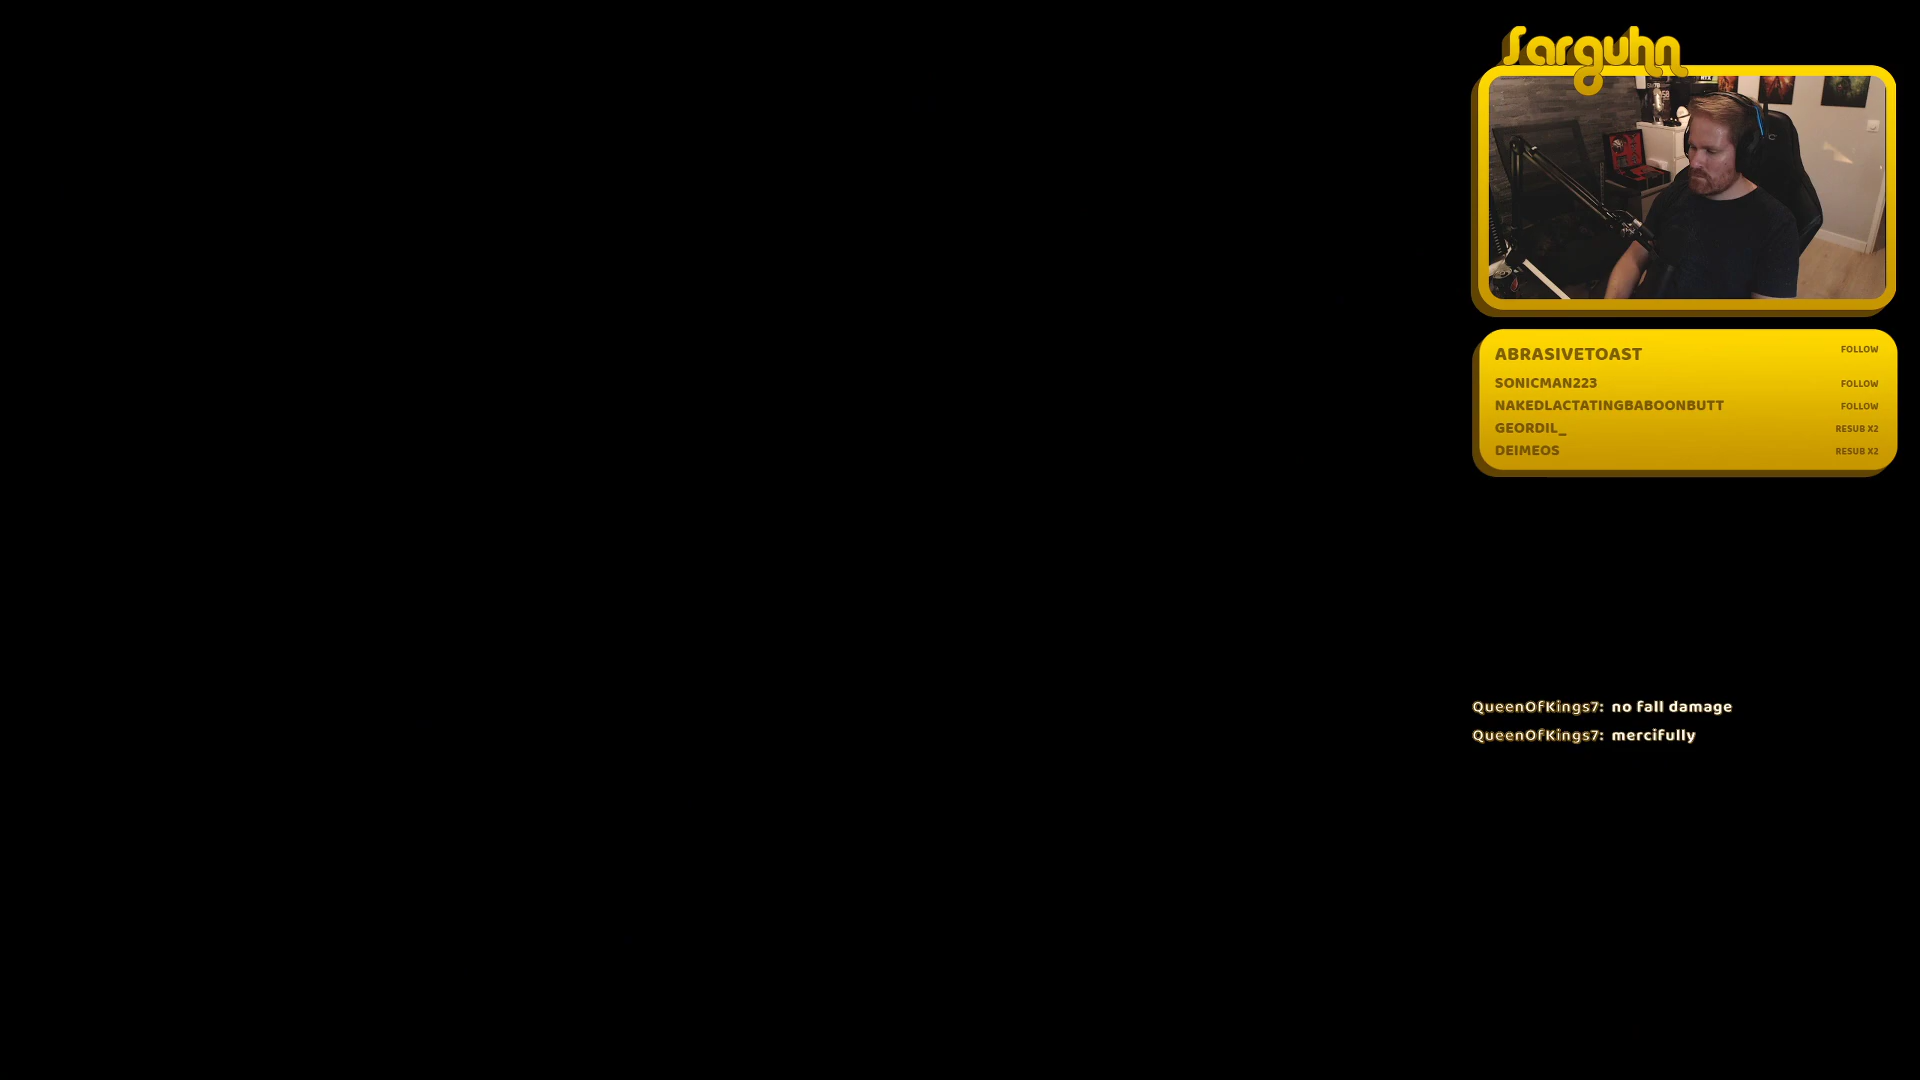 Sarguhn
ABRASIVETOAST FOLLOW
SONICMAN223 FOLLOW
NAKEDLACTATINGBABOONBUTT FOLLOW
GEORDIL_ RESUB X2
DEIMEOS RESUB X2
QueenOfKings7: no fall damage
QueenOfKings7: mercifully